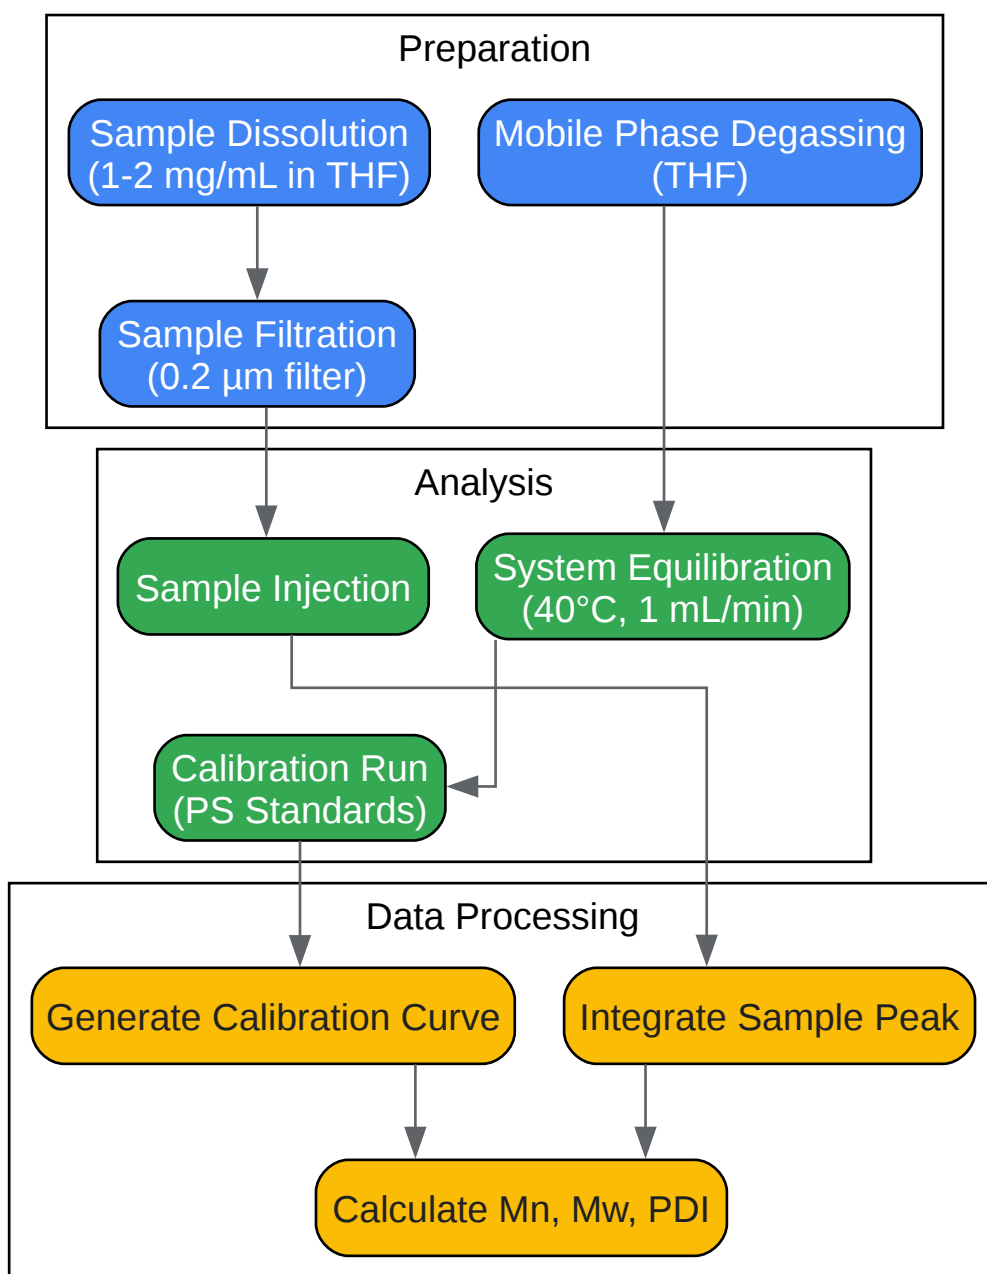 Preparation
Sample Dissolution
(1-2 mg/mL in THF)
Mobile Phase Degassing
(THF)
Sample Filtration
(0.2 µm filter)
Analysis
Sample Injection
System Equilibration
(40°C, 1 mL/min)
Calibration Run
(PS Standards)
Data Processing
Generate Calibration Curve
Integrate Sample Peak
Calculate Mn, Mw, PDI